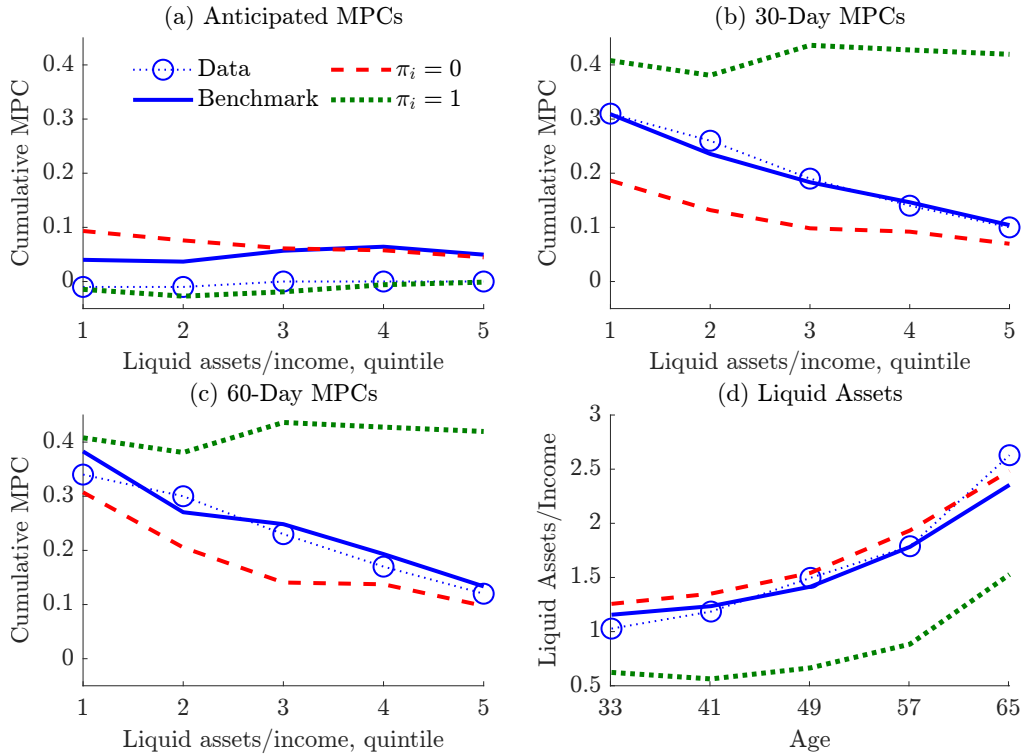 (a) Anticipated MPCs
Cumulative MPC
0.4
0.3
0.2
0.1
0
Data
Benchmark
π_i = 0
π_i = 1
1 2 3 4 5
Liquid assets/income, quintile
(b) 30-Day MPCs
Cumulative MPC
0.4
0.3
0.2
0.1
0
1 2 3 4 5
Liquid assets/income, quintile
(c) 60-Day MPCs
Cumulative MPC
0.4
0.3
0.2
0.1
0
1 2 3 4 5
Liquid assets/income, quintile
(d) Liquid Assets
Liquid Assets/Income
3
2.5
2
1.5
1
0.5
33 41 49 57 65
Age